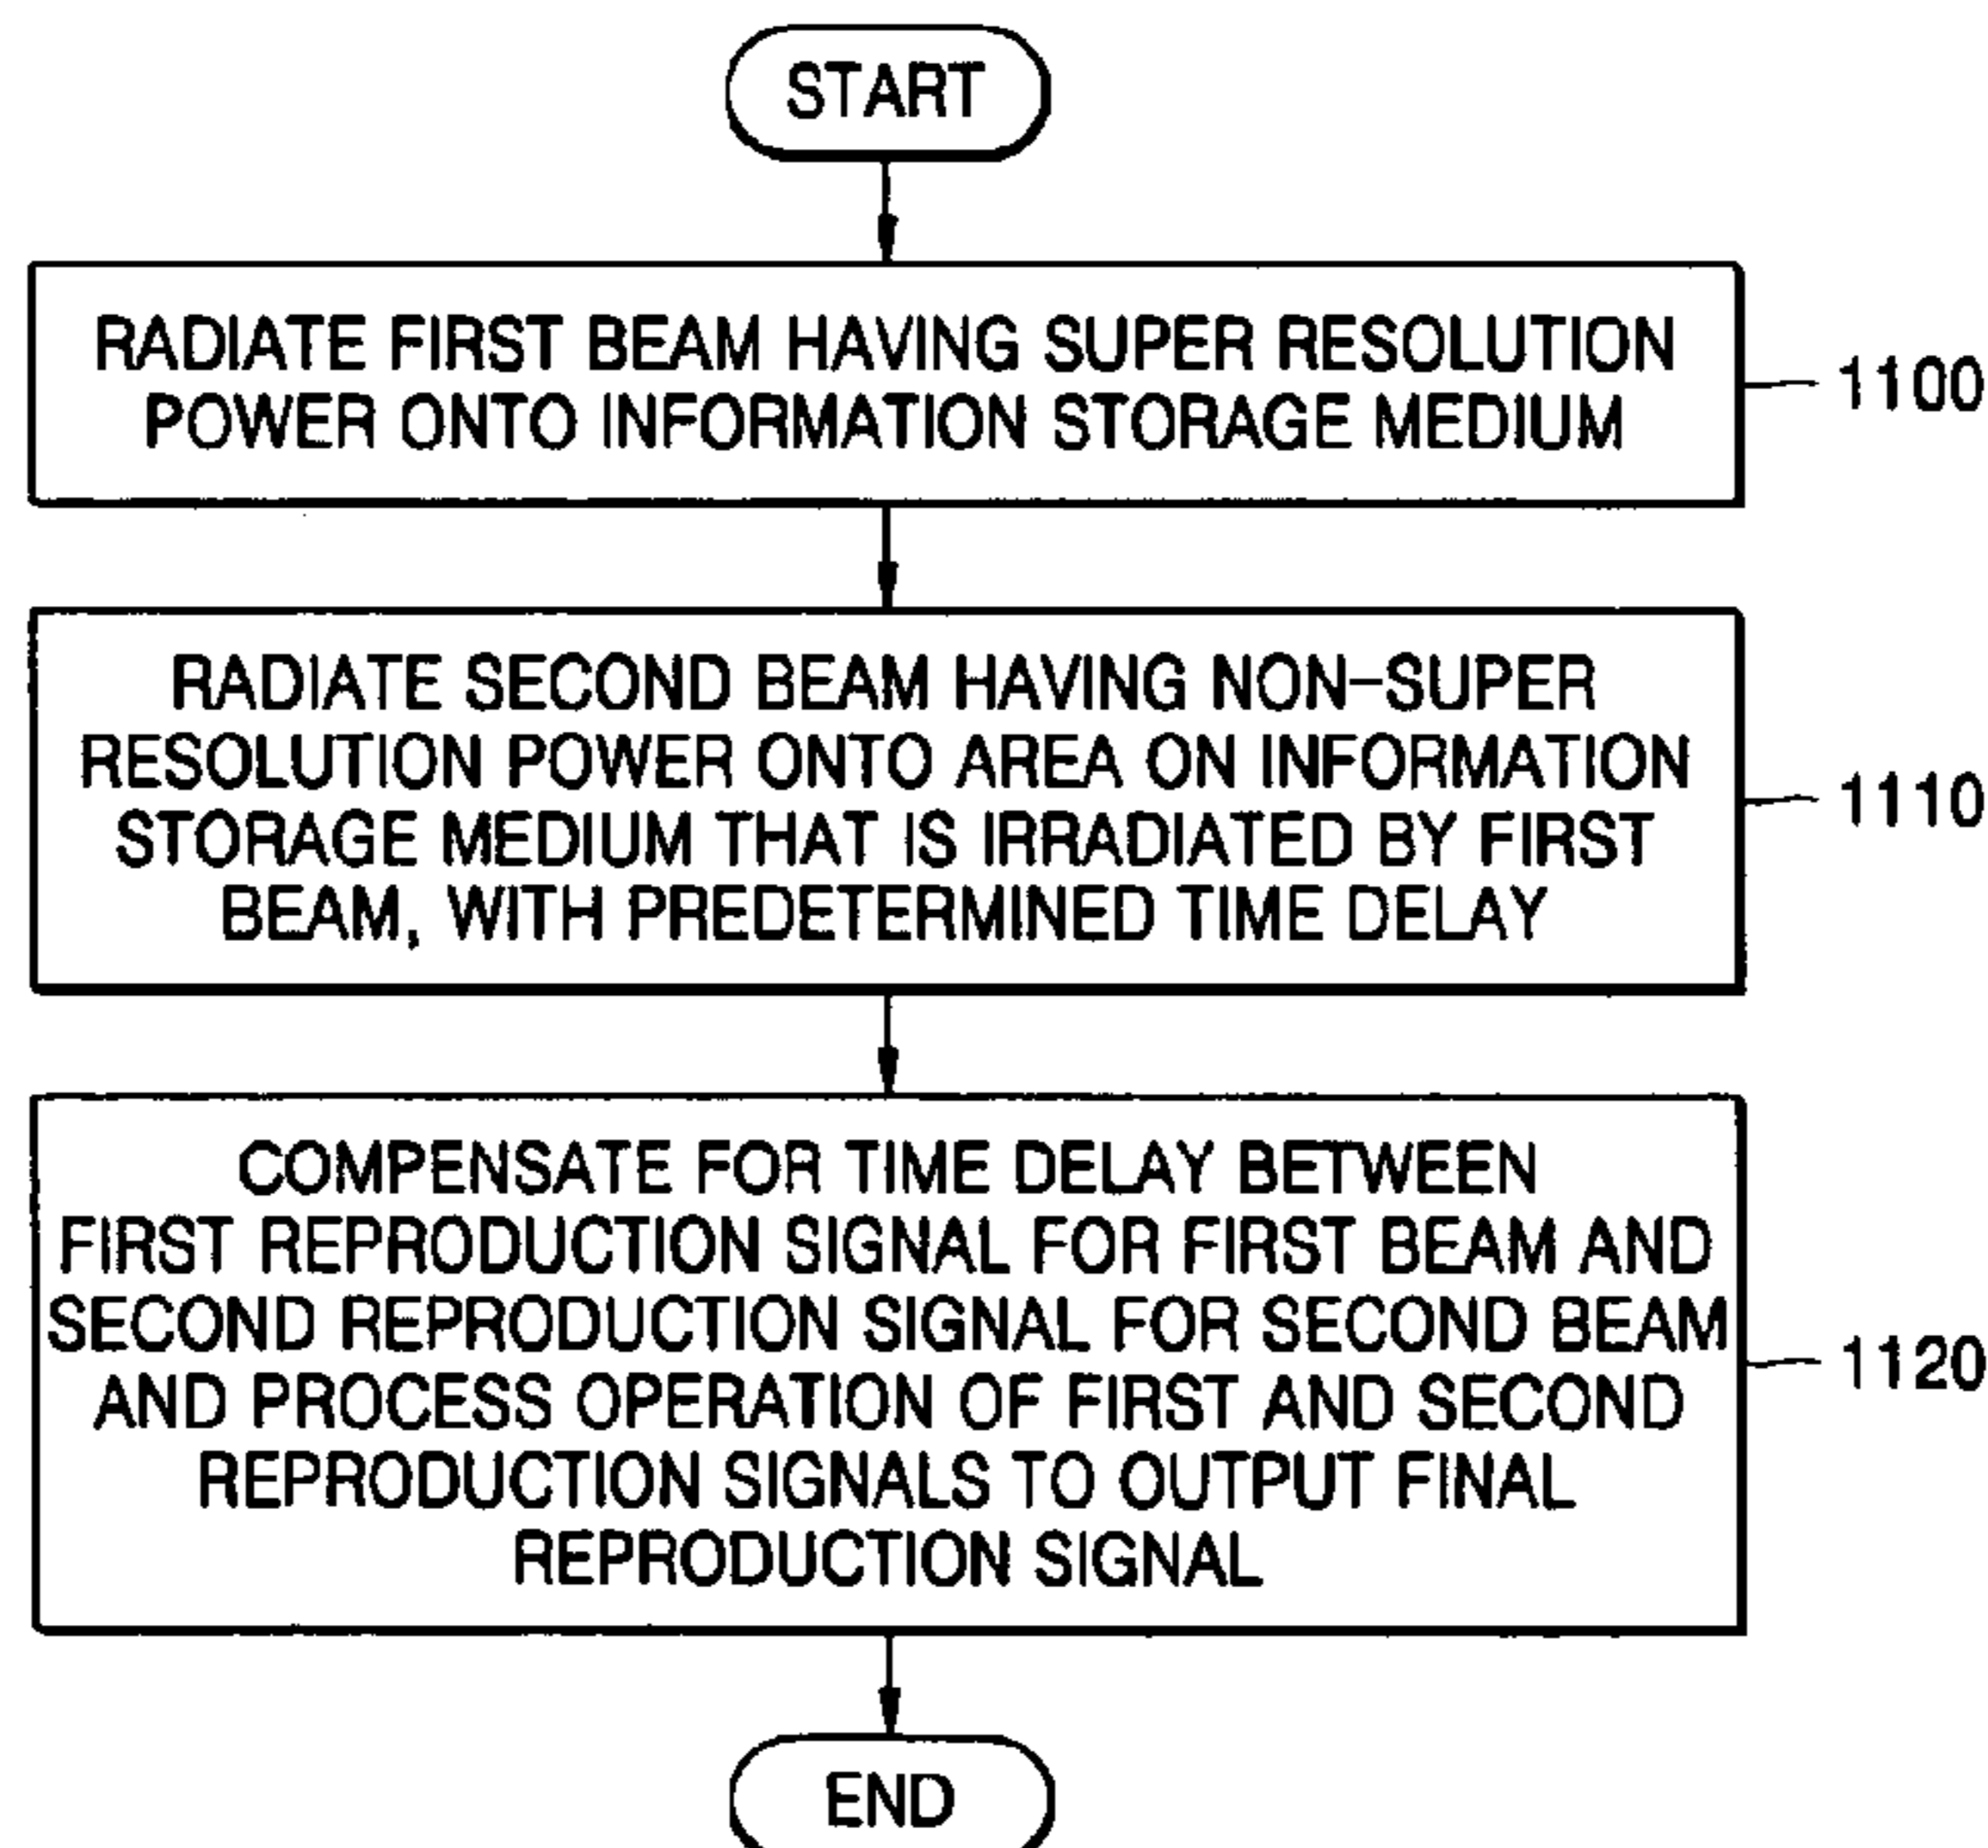 START
RADIATE FIRST BEAM HAVING SUPER RESOLUTION
POWER ONTO INFORMATION STORAGE MEDIUM
1100
RADIATE SECOND BEAM HAVING NON-SUPER
RESOLUTION POWER ONTO AREA ON INFORMATION
STORAGE MEDIUM THAT IS IRRADIATED BY FIRST
BEAM, WITH PREDETERMINED TIME DELAY
1110
COMPENSATE FOR TIME DELAY BETWEEN
FIRST REPRODUCTION SIGNAL FOR FIRST BEAM AND
SECOND REPRODUCTION SIGNAL FOR SECOND BEAM
AND PROCESS OPERATION OF FIRST AND SECOND
REPRODUCTION SIGNALS TO OUTPUT FINAL
REPRODUCTION SIGNAL
1120
END